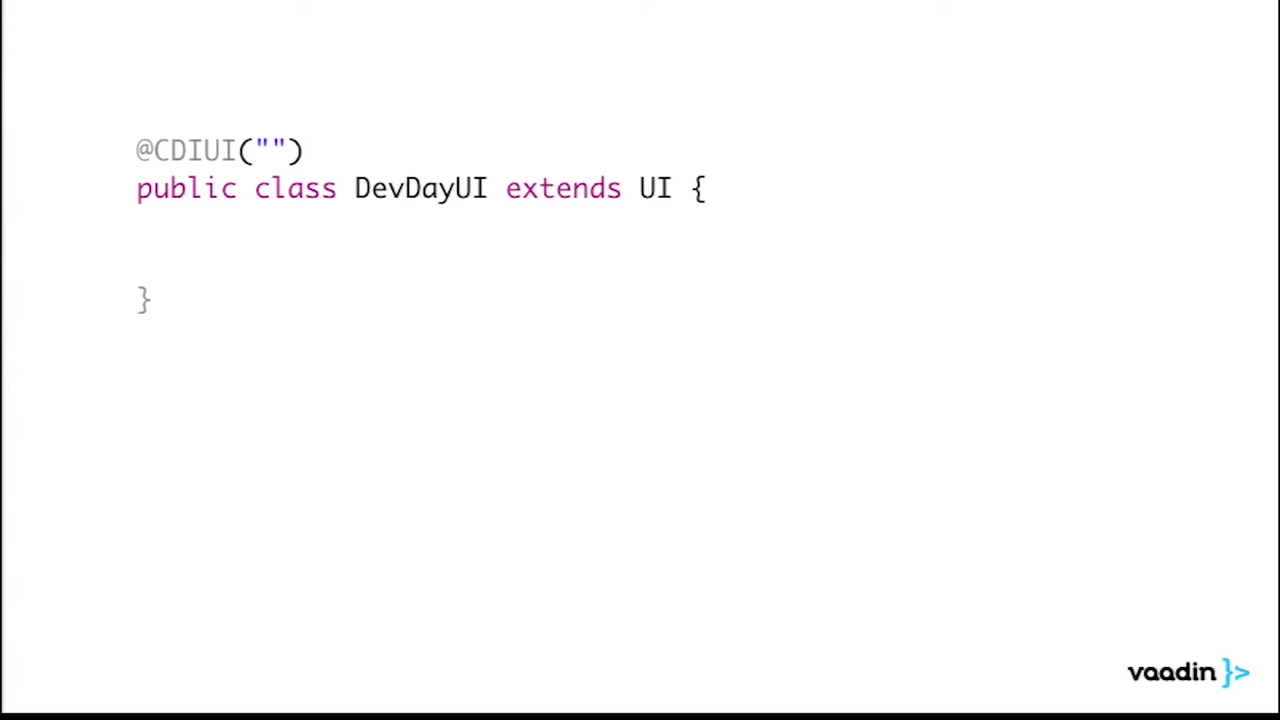 @CDIUI("")
public class DevDayUI extends UI {
}
vaadin }>